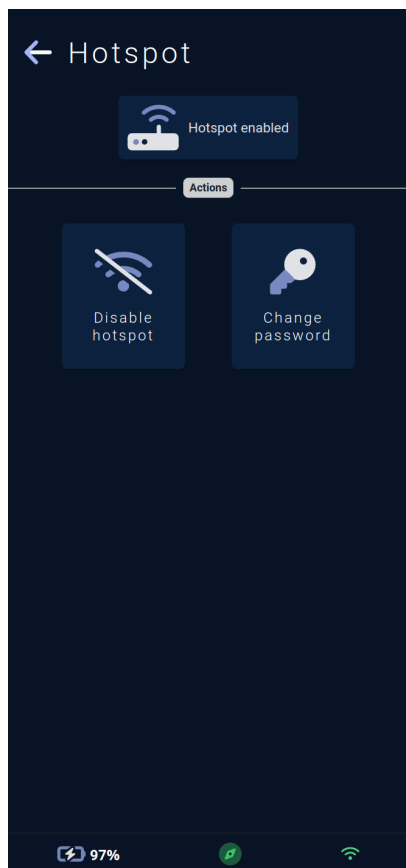 Hotspot
Hotspot enabled
Actions
Disable
hotspot
Change
password
97%